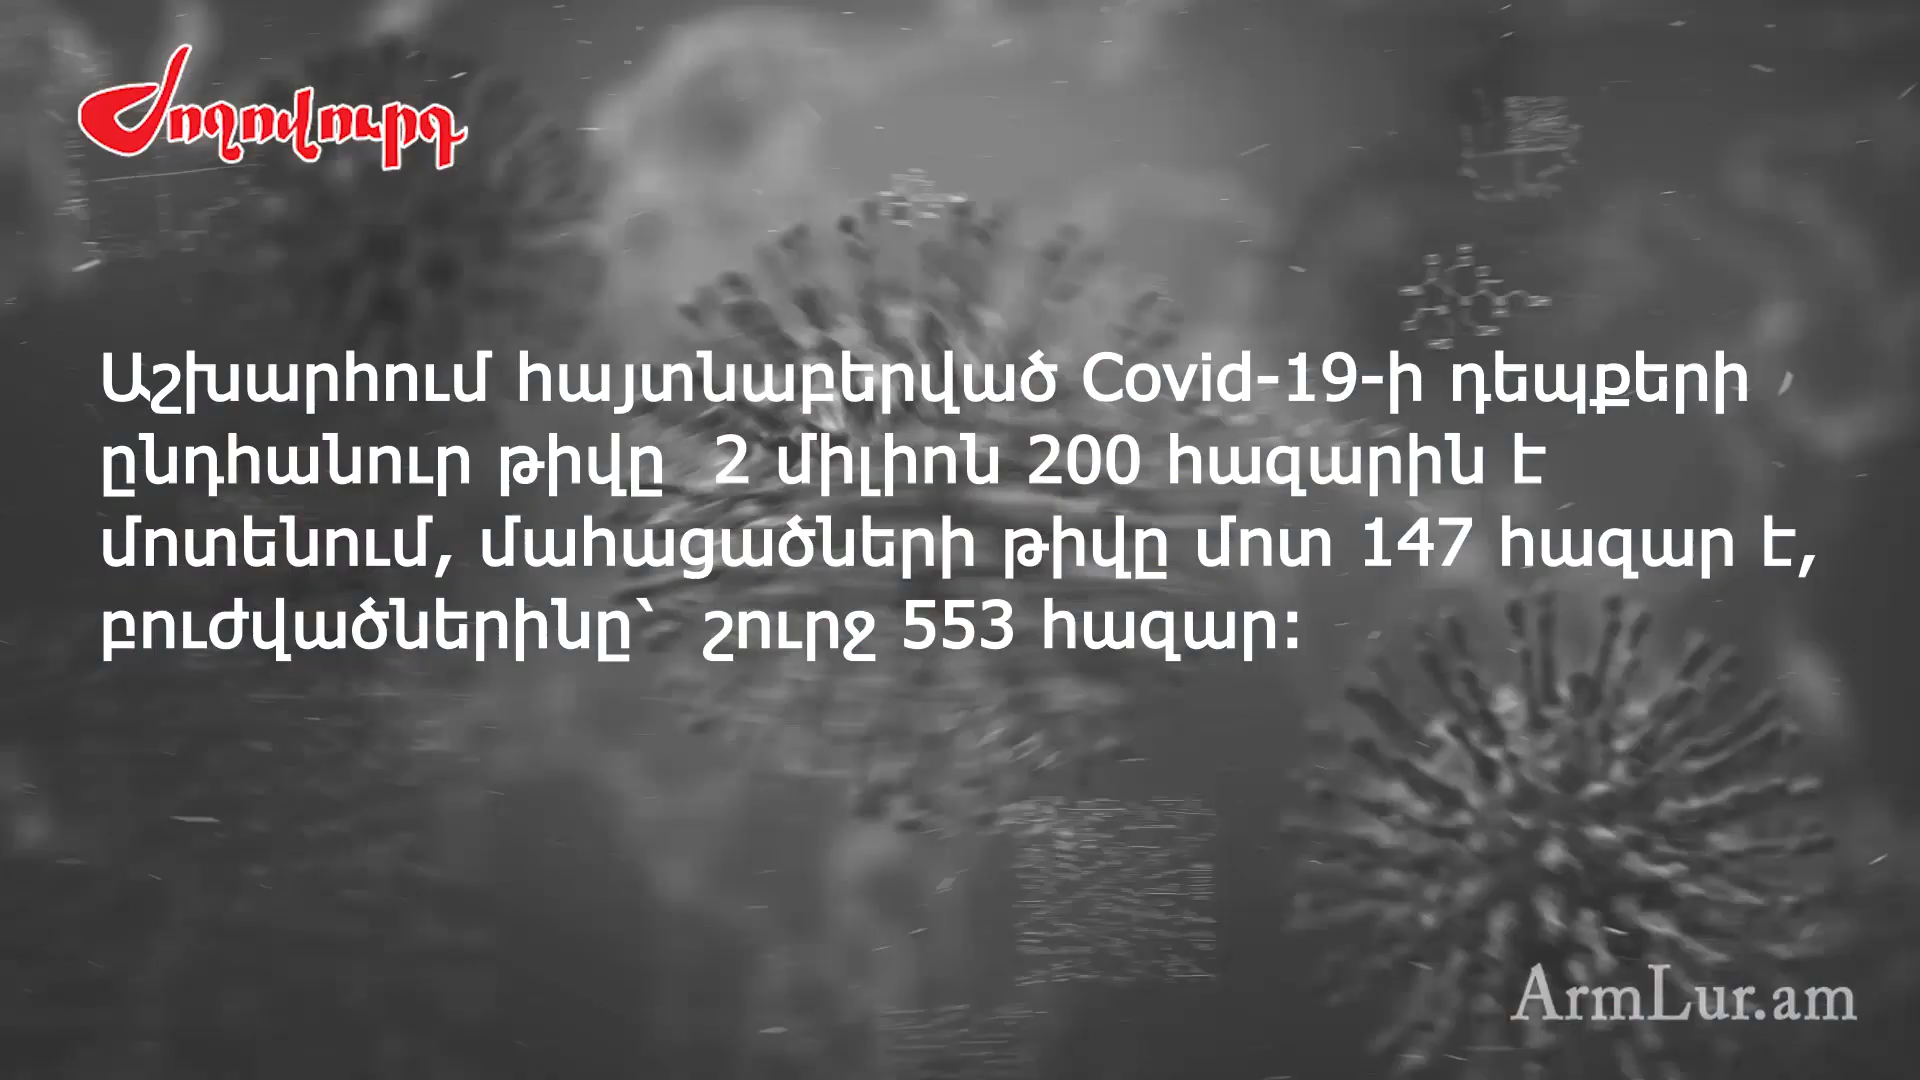 Ժողովուրդ
Աշխարհում հայտնաբերված Covid-19-ի դեպքերի
ընդհանուր թիվը  2 միլիոն 200 հազարին է
մոտենում, մահացածների թիվը մոտ 147 հազար է,
բուժվածներինը՝  շուրջ 553 հազար:
ArmLur.am